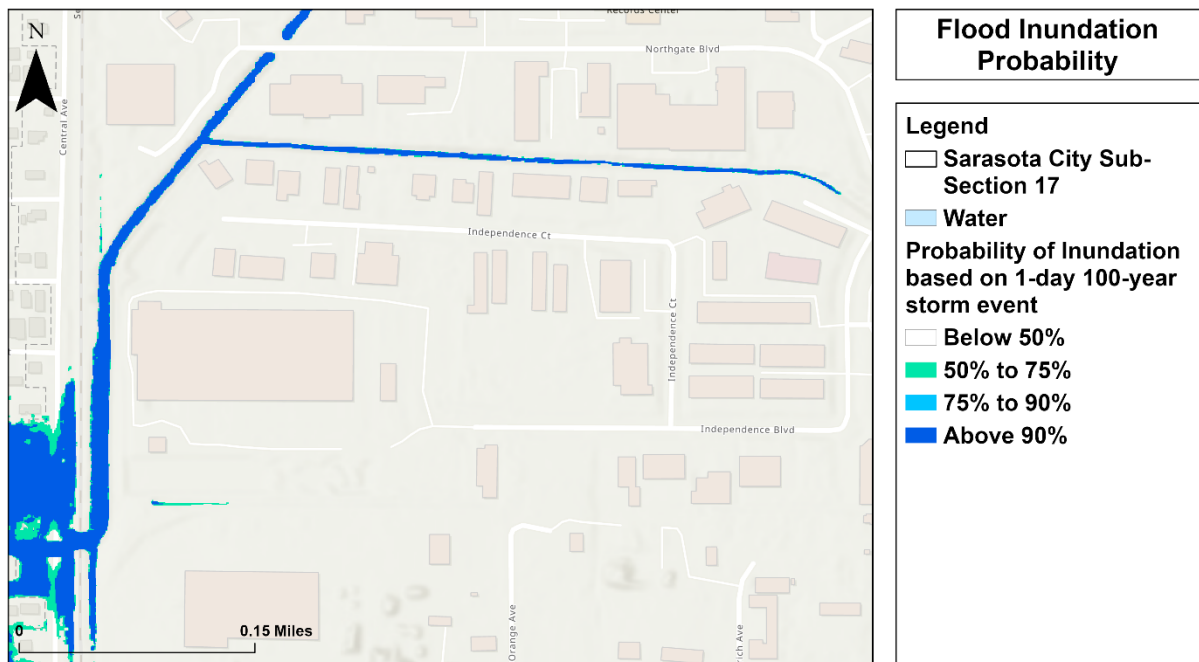 Records Center
N
Northgate Blvd
Central Ave
Independence Ct
Independence Ct
Independence Blvd
Orange Ave
0
0.15 Miles
Flood Inundation
Probability
Legend
Sarasota City Sub-
Section 17
Water
Probability of Inundation
based on 1-day 100-year
storm event
Below 50%
50% to 75%
75% to 90%
Above 90%